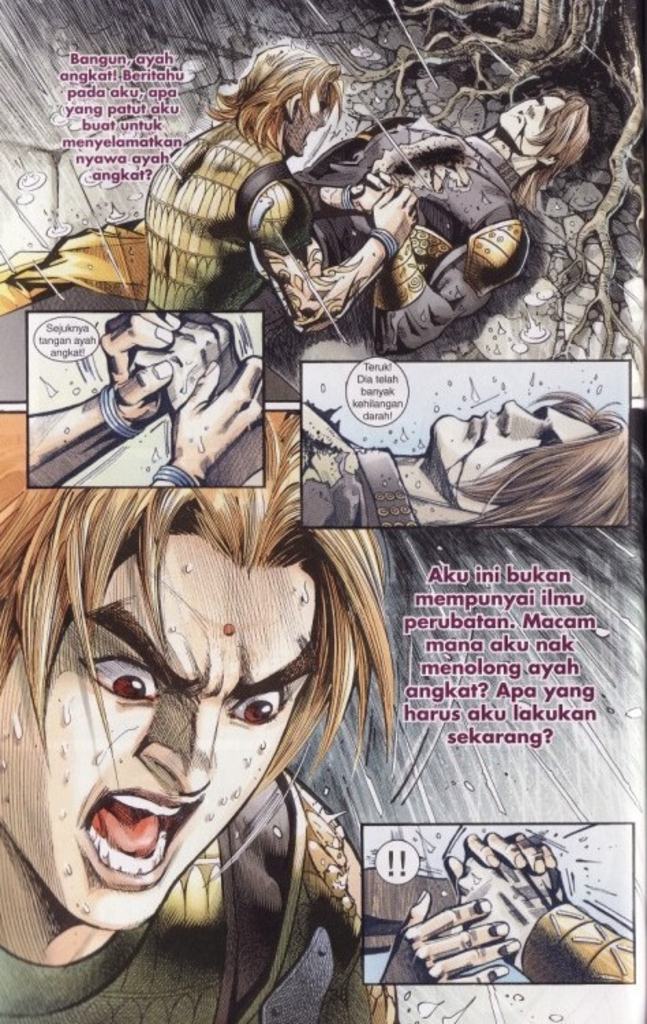 Bangun, ayah
angkat! Beritahu
pada aku, apa
yang patut aku
buat untuk
menyelamatkan
nyawa ayah
angkat?
Sejuknya
tangan ayah
angkat!
Teruk!
Dia telah
banyak
kehilangan
darah!
Aku ini bukan
mempunyai ilmu
perubatan. Macam
mana aku nak
menolong ayah
angkat? Apa yang
harus aku lakukan
sekarang?
!!